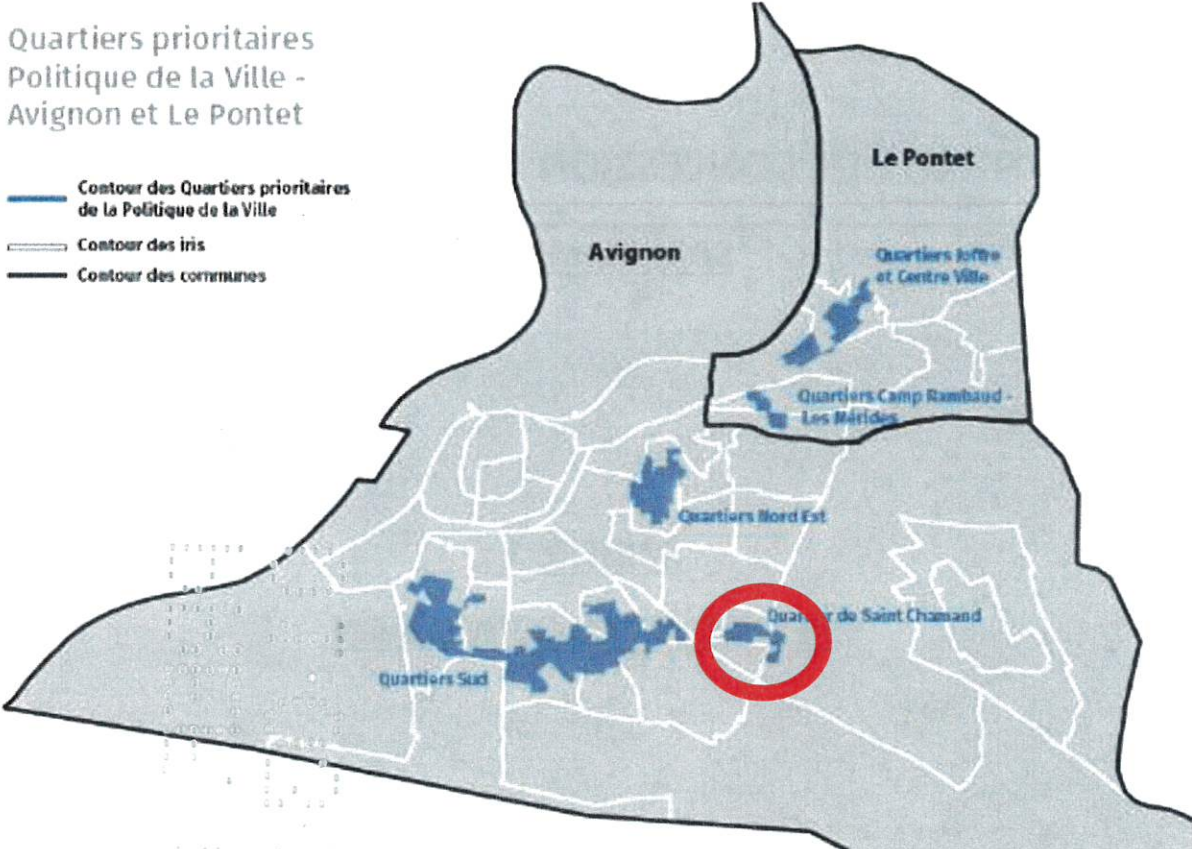 Quartiers prioritaires
Politique de la Ville -
Avignon et Le Pontet
Contour des Quartiers prioritaires
de la Politique de la Ville
Contour des iris
Contour des communes
Le Pontet
Avignon
Quartiers Joffre
et Centre Ville
Quartiers Camp Rambaud -
Les Mérides
Quartiers Nord Est
Quartier de Saint Chamand
Quartiers Sud